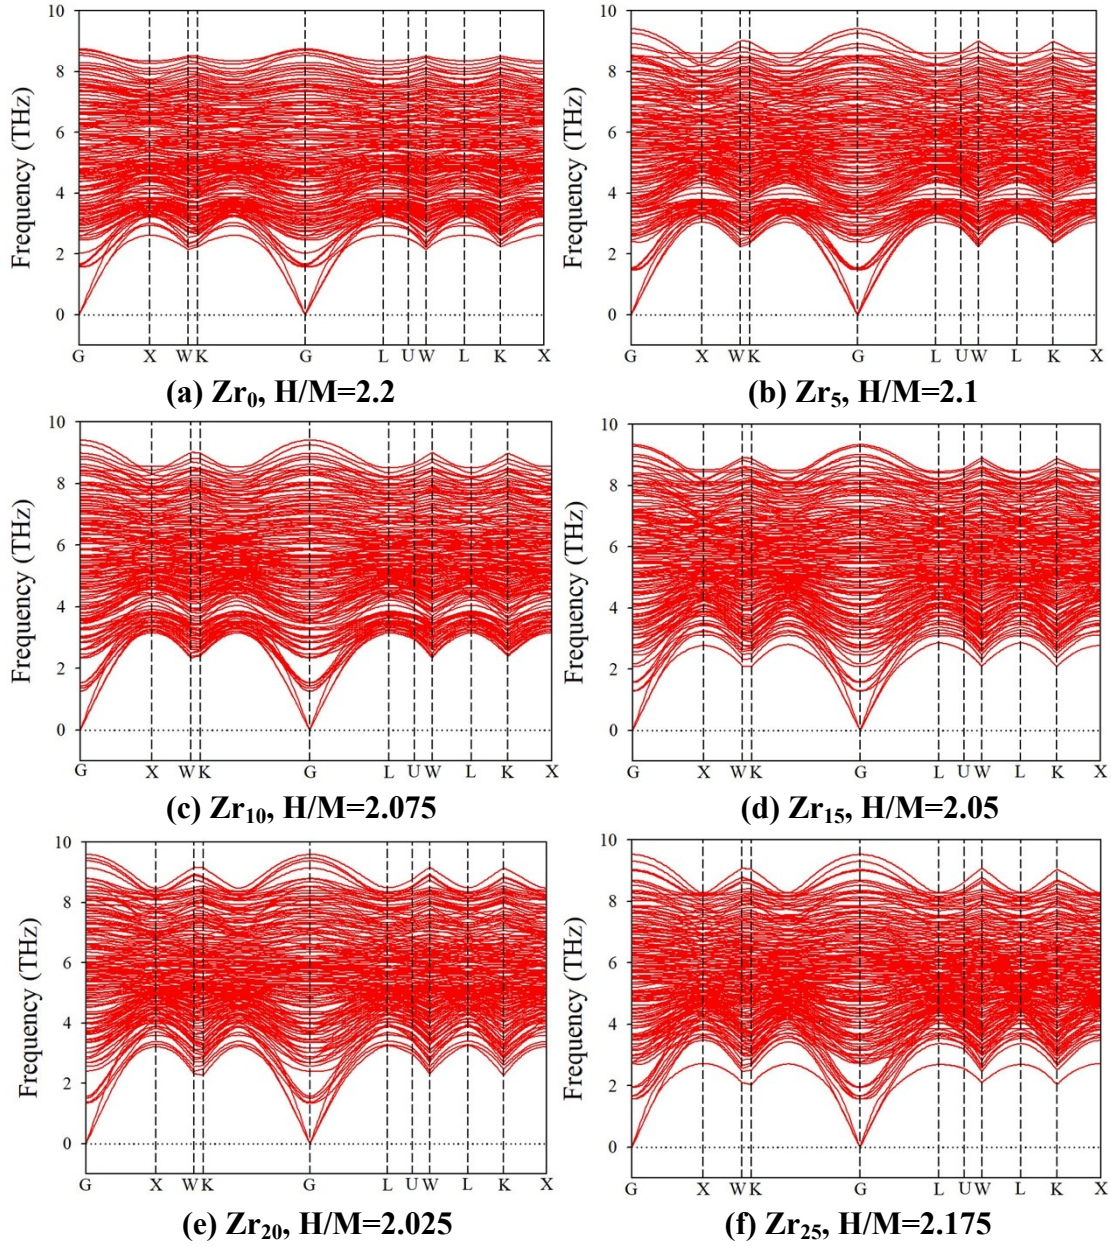 10
8
6
4
2
0
Frequency (THz)
G X W K G L U W L K X
(a) Zr₀, H/M=2.2
10
8
6
4
2
0
Frequency (THz)
G X W K G L U W L K X
(b) Zr₅, H/M=2.1
10
8
6
4
2
0
Frequency (THz)
G X W K G L U W L K X
(c) Zr₁₀, H/M=2.075
10
8
6
4
2
0
Frequency (THz)
G X W K G L U W L K X
(d) Zr₁₅, H/M=2.05
10
8
6
4
2
0
Frequency (THz)
G X W K G L U W L K X
(e) Zr₂₀, H/M=2.025
10
8
6
4
2
0
Frequency (THz)
G X W K G L U W L K X
(f) Zr₂₅, H/M=2.175